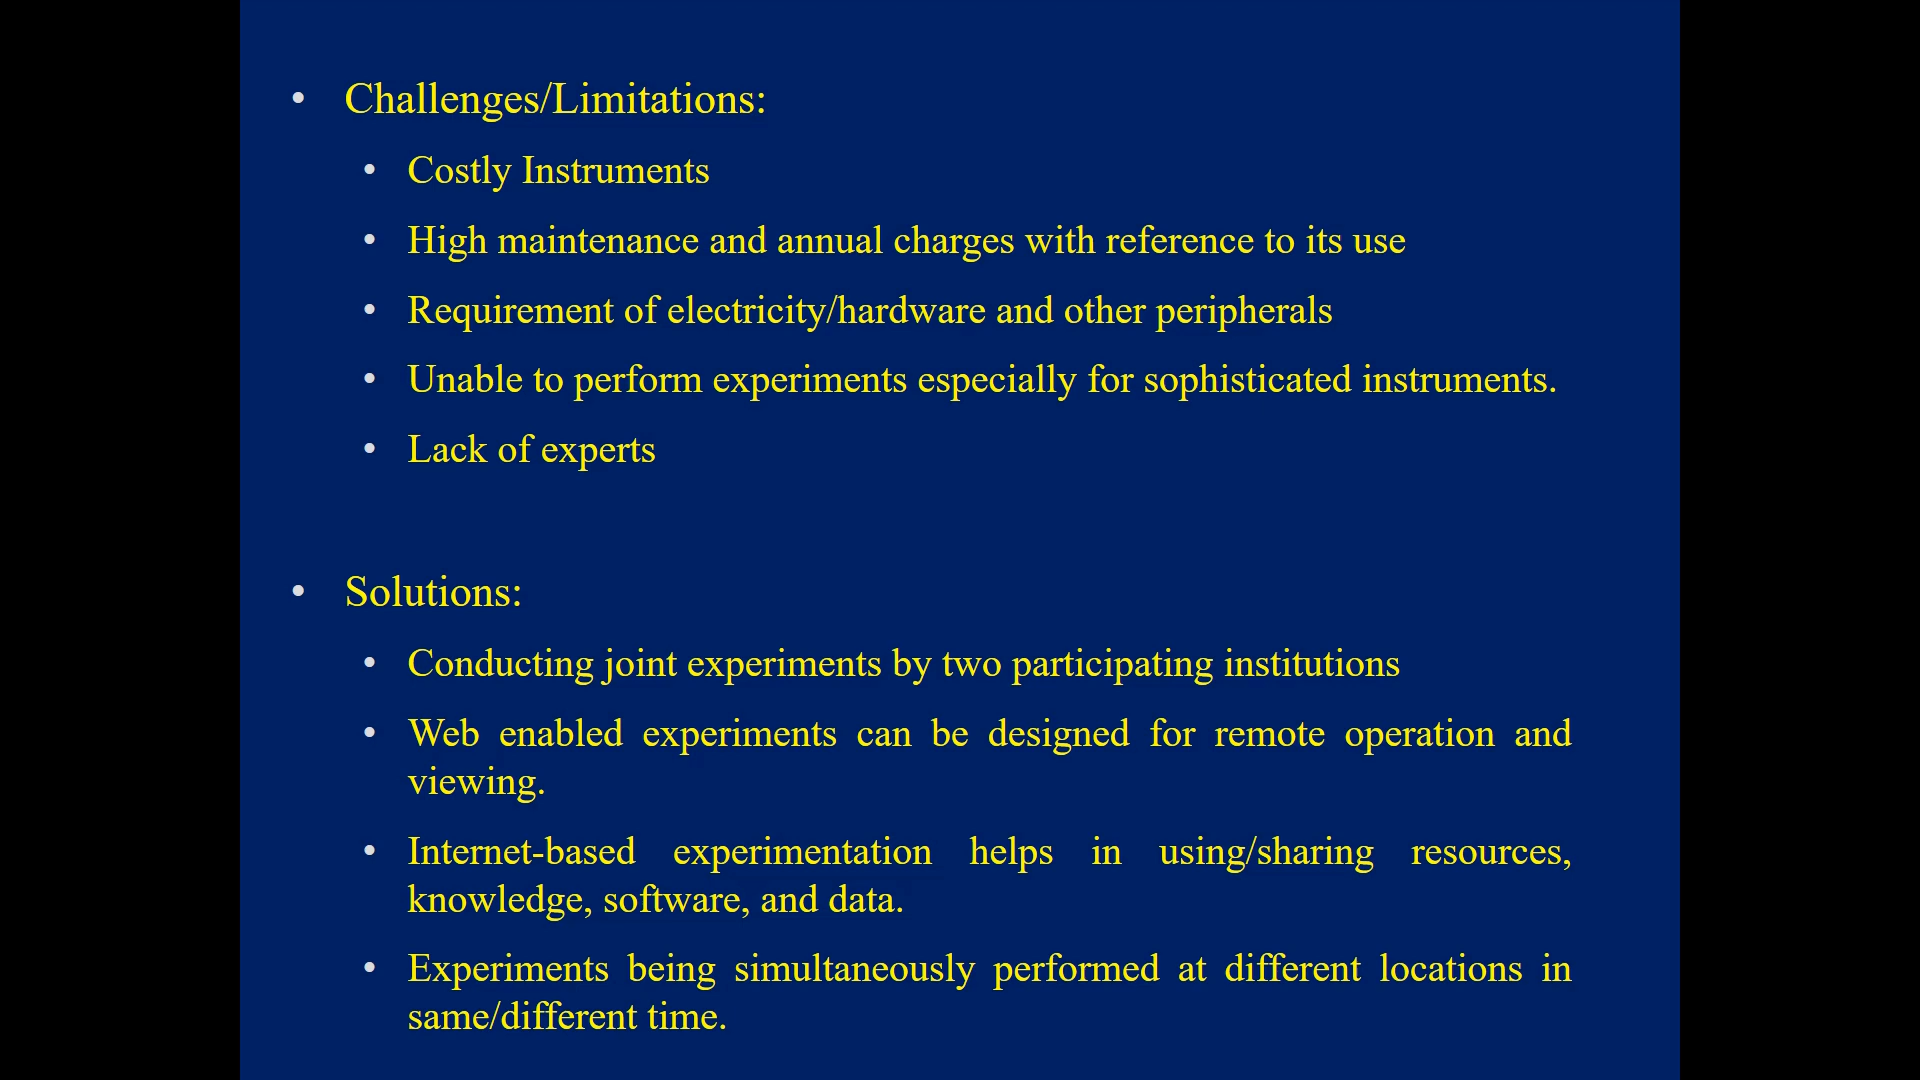 • Challenges/Limitations:
• Costly Instruments
• High maintenance and annual charges with reference to its use
• Requirement of electricity/hardware and other peripherals
• Unable to perform experiments especially for sophisticated instruments.
• Lack of experts
• Solutions:
• Conducting joint experiments by two participating institutions
• Web enabled experiments can be designed for remote operation and
viewing.
• Internet-based experimentation helps in using/sharing resources,
knowledge, software, and data.
• Experiments being simultaneously performed at different locations in
same/different time.